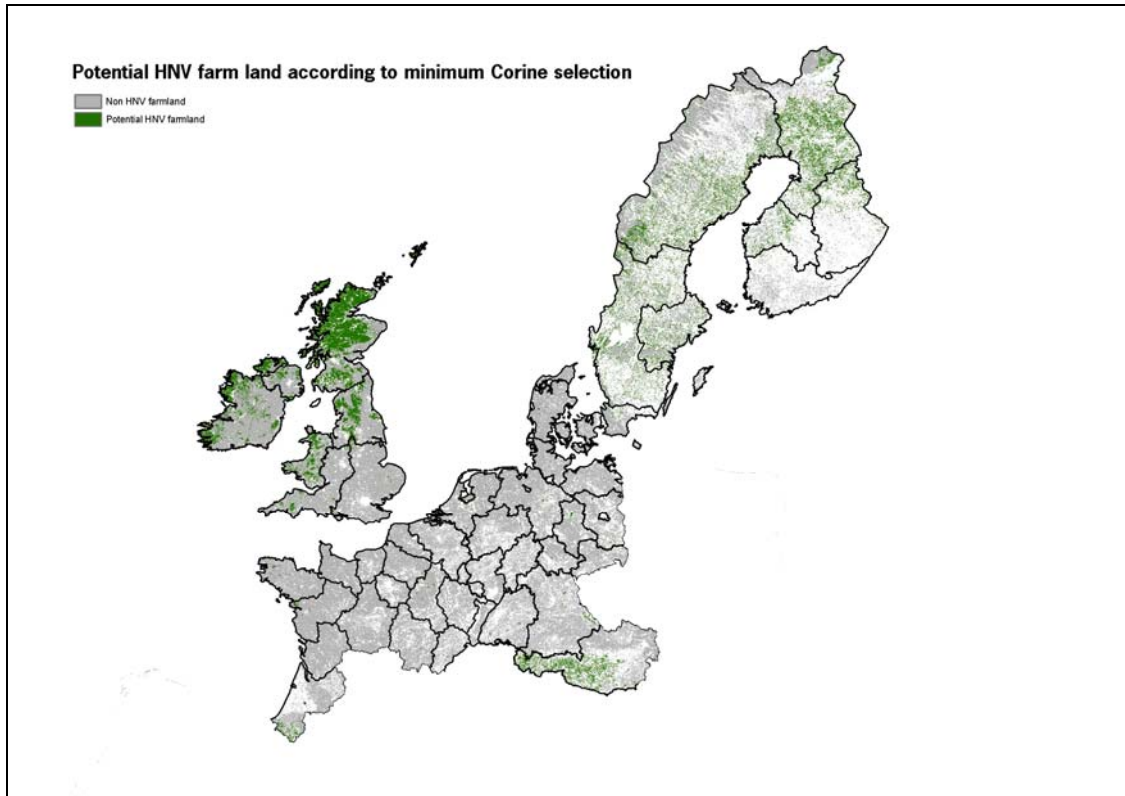 Potential HNV farm land according to minimum Corine selection
Non HNV farmland
Potential HNV farmland